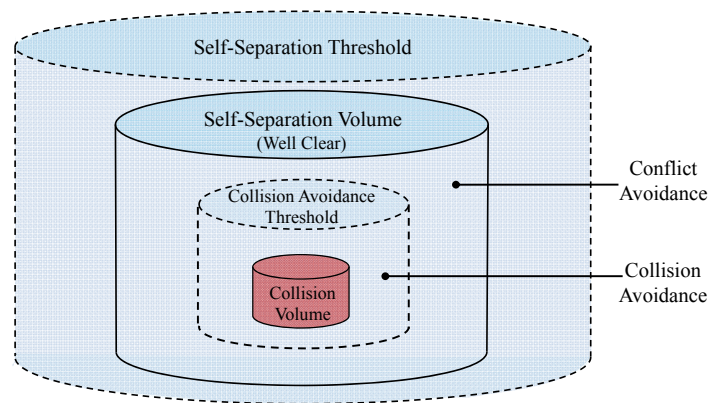 Self-Separation Threshold
Self-Separation Volume
(Well Clear)
Collision Avoidance
Threshold
Collision
Volume
Conflict
Avoidance
Collision
Avoidance